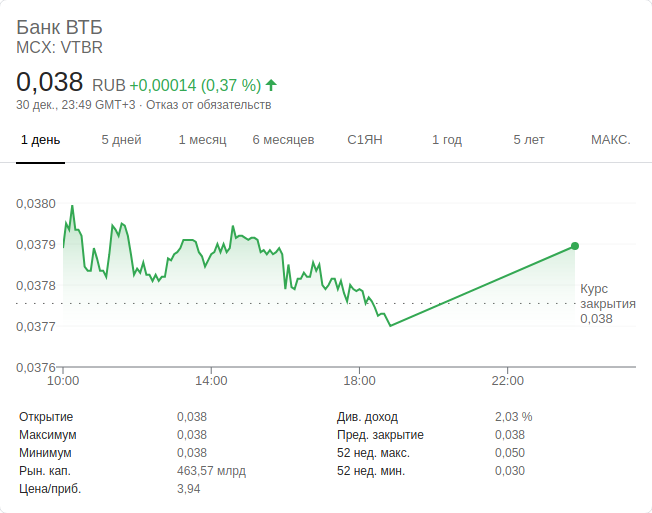 Банк ВТБ
MCX: VTBR
0,038 RUB +0,00014 (0,37 %)
30 дек., 23:49 GMT+3 · Отказ от обязательств
1 день 5 дней 1 месяц 6 месяцев С1ЯН 1 год 5 лет МАКС.
0,0380
0,0379
0,0378
0,0377
0,0376
Курс
закрытия
0,038
10:00 14:00 18:00 22:00
Открытие 0,038 Див. доход 2,03 %
Максимум 0,038 Пред. закрытие 0,038
Минимум 0,038 52 нед. макс. 0,050
Рын. кап. 463,57 млрд 52 нед. мин. 0,030
Цена/приб. 3,94